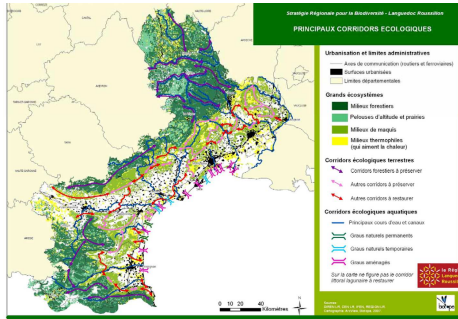 Stratégie Régionale pour la Biodiversité - Languedoc Roussillon
PRINCIPAUX CORRIDORS ECOLOGIQUES
Urbanisation et limites administratives
Axes de communication (routiers et ferroviaires)
Surfaces urbanisées
Limites départementales
Grands écosystèmes
Milieux forestiers
Pelouses d'altitude et prairies
Milieux de maquis
Milieux thermophiles
(qui aiment la chaleur)
Corridors écologiques terrestres
Corridors forestiers à préserver
Autres corridors à préserver
Autres corridors à restaurer
Corridors écologiques aquatiques
Principaux cours d'eau et canaux
Graus naturels permanents
Graus naturels temporaires
Graus aménagés
Sur la carte ne figure pas le corridor
littoral lagunaire à restaurer
la Ré
Langue
Roussill
0 20 40
Kilomètres